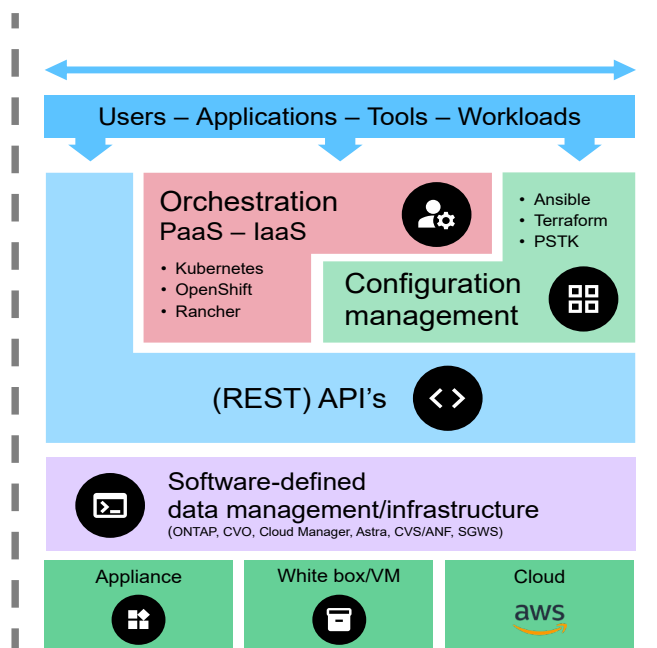 Users – Applications – Tools – Workloads
Orchestration
PaaS – IaaS
• Kubernetes
• OpenShift
• Rancher
• Ansible
• Terraform
• PSTK
Configuration
management
(REST) API’s
Software-defined
data management/infrastructure
(ONTAP, CVO, Cloud Manager, Astra, CVS/ANF, SGWS)
Appliance
White box/VM
Cloud
aws